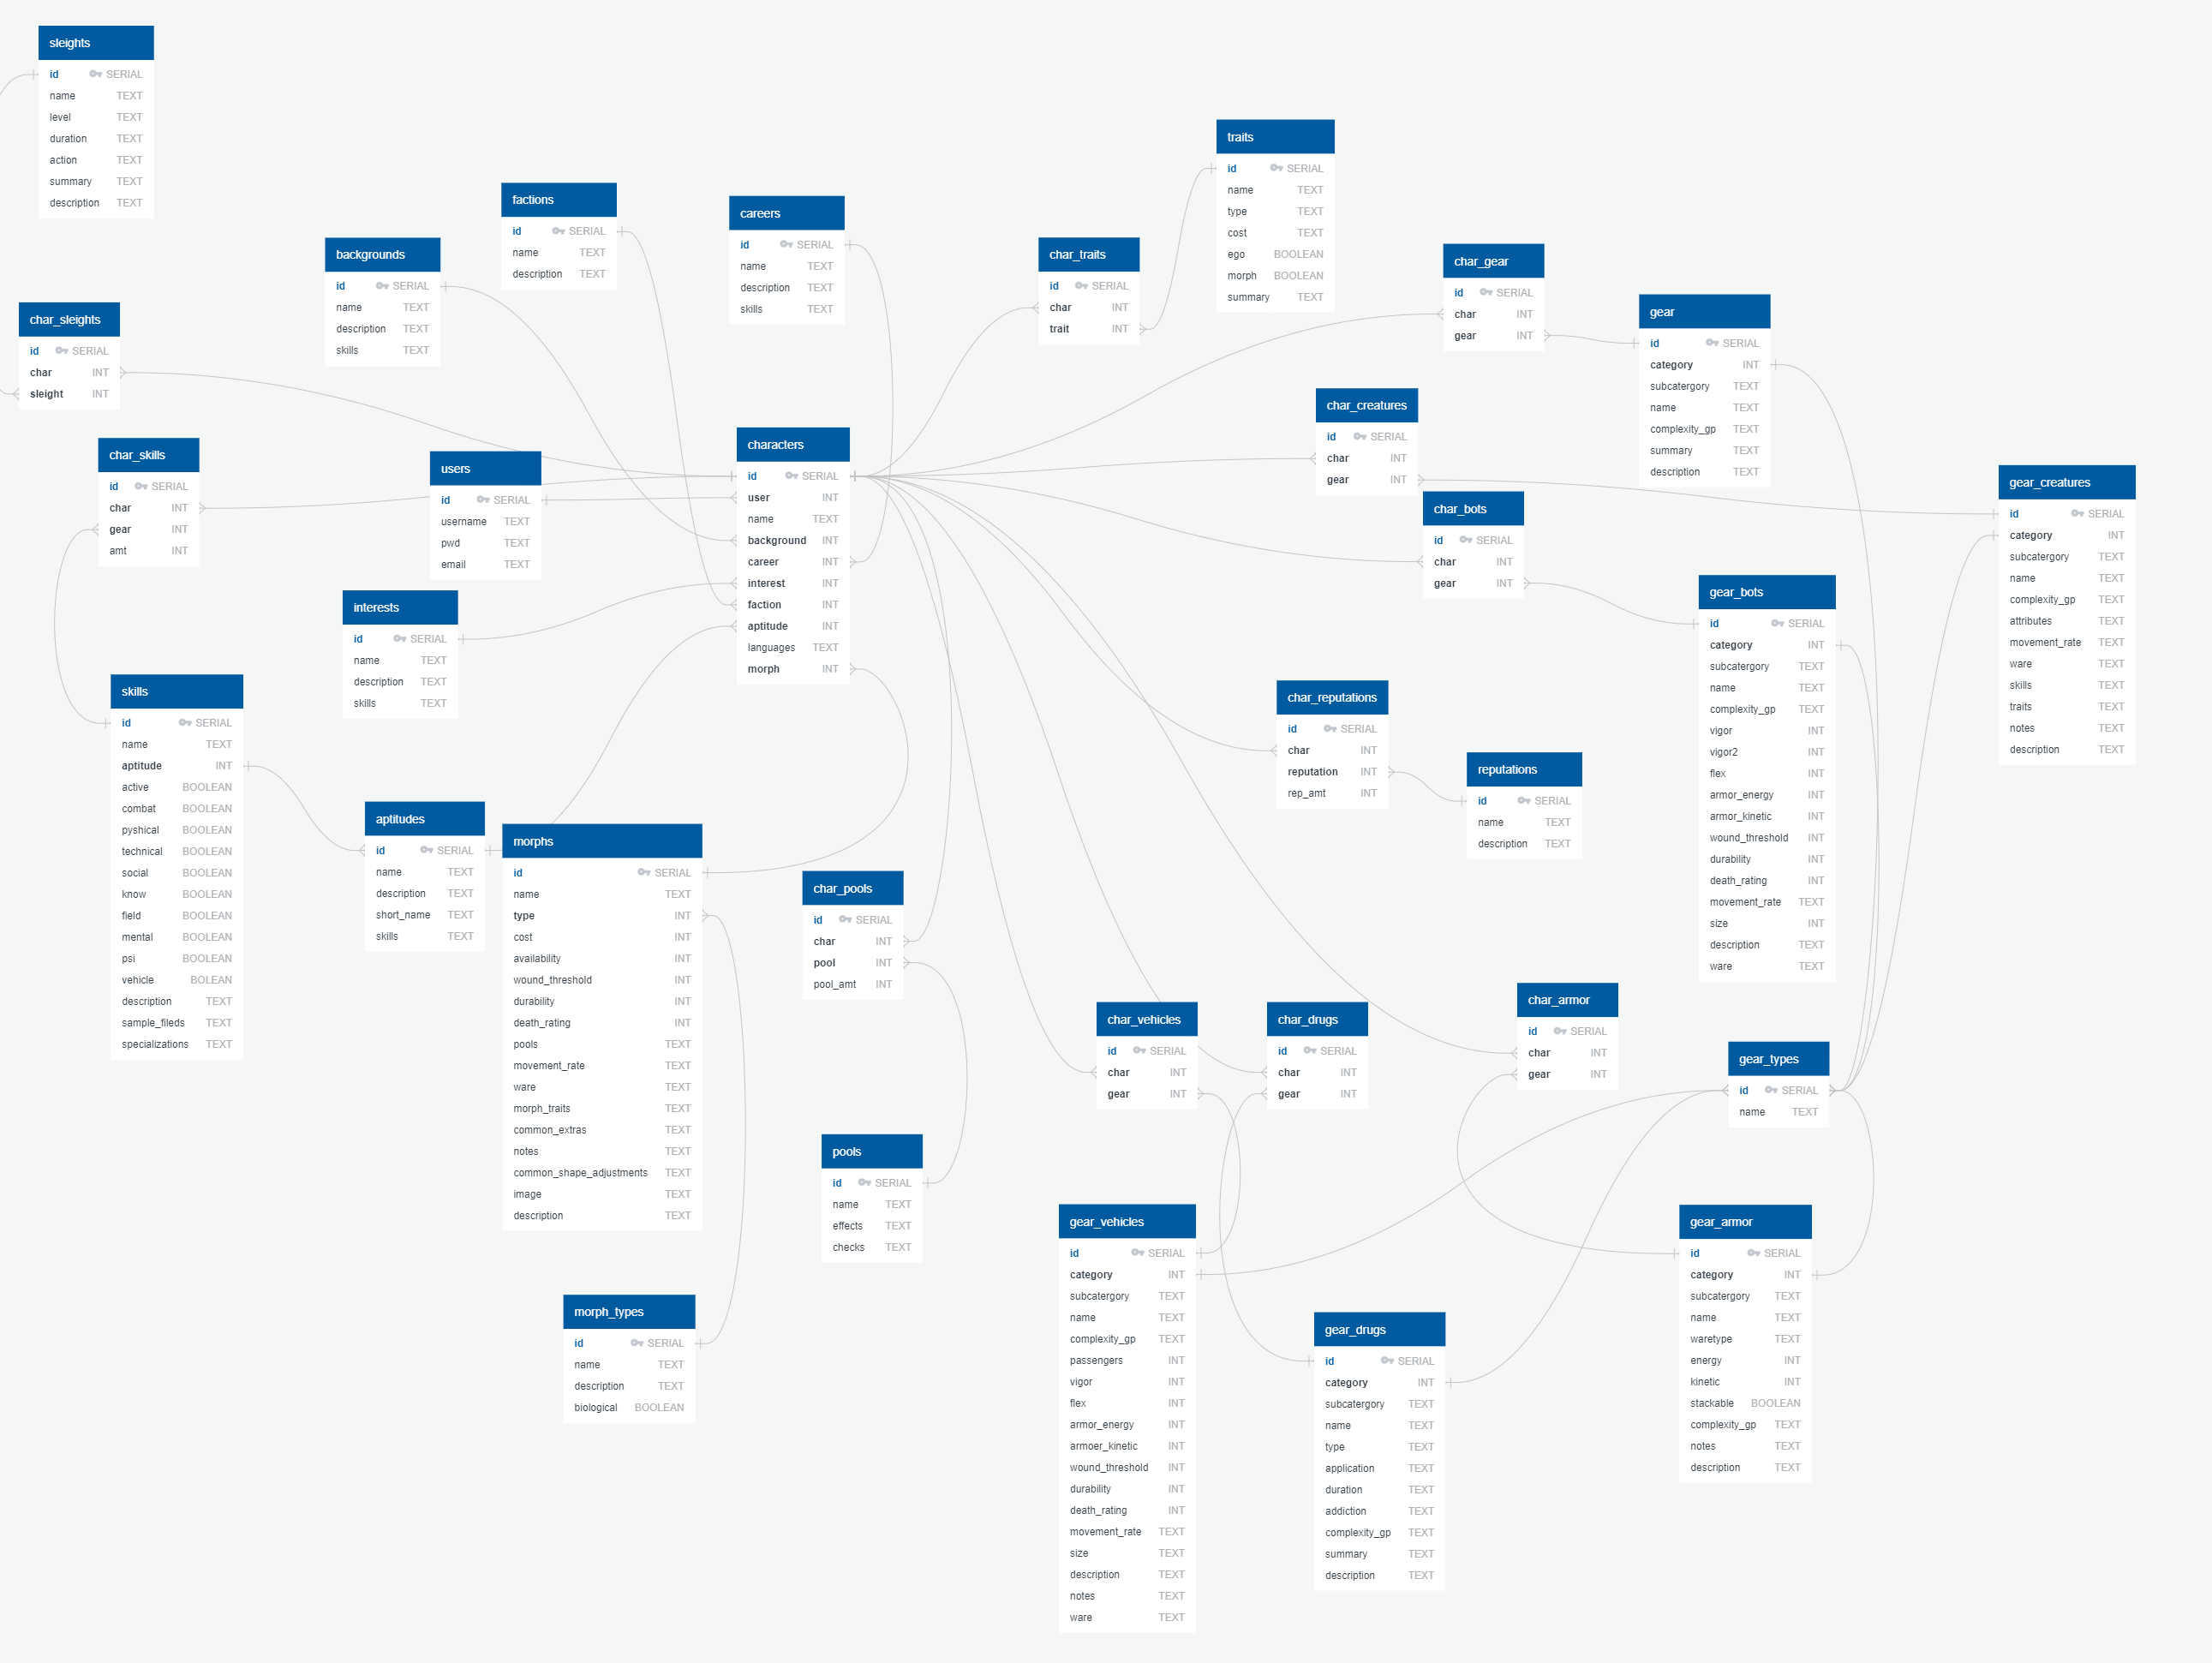 sleights
id SERIAL
name TEXT
level TEXT
duration TEXT
action TEXT
summary TEXT
description TEXT
factions
id SERIAL
name TEXT
description TEXT
careers
id SERIAL
name TEXT
description TEXT
skills TEXT
backgrounds
id SERIAL
name TEXT
description TEXT
skills TEXT
char_sleights
id SERIAL
char INT
sleight INT
char_skills
id SERIAL
char INT
gear INT
amt INT
users
id SERIAL
username TEXT
pwd TEXT
email TEXT
characters
id SERIAL
user INT
name TEXT
background INT
career INT
interest INT
faction INT
aptitude INT
languages TEXT
morph INT
interests
id SERIAL
name TEXT
description TEXT
skills TEXT
skills
id SERIAL
name TEXT
aptitude INT
active BOOLEAN
combat BOOLEAN
pyshical BOOLEAN
technical BOOLEAN
social BOOLEAN
know BOOLEAN
field BOOLEAN
mental BOOLEAN
psi BOOLEAN
vehicle BOLEAN
description TEXT
sample_fileds TEXT
specializations TEXT
aptitudes
id SERIAL
name TEXT
description TEXT
short_name TEXT
skills TEXT
morphs
id SERIAL
name TEXT
type INT
cost INT
availability INT
wound_threshold INT
durability INT
death_rating INT
pools TEXT
movement_rate TEXT
ware TEXT
morph_traits TEXT
common_extras TEXT
notes TEXT
common_shape_adjustments TEXT
image TEXT
description TEXT
morph_types
id SERIAL
name TEXT
description TEXT
biological BOOLEAN
char_pools
id SERIAL
char INT
pool INT
pool_amt INT
pools
id SERIAL
name TEXT
effects TEXT
checks TEXT
traits
id SERIAL
name TEXT
type TEXT
cost TEXT
ego BOOLEAN
morph BOOLEAN
summary TEXT
char_traits
id SERIAL
char INT
trait INT
char_gear
id SERIAL
char INT
gear INT
gear
id SERIAL
category INT
subcatergory TEXT
name TEXT
complexity_gp TEXT
summary TEXT
description TEXT
char_creatures
id SERIAL
char INT
gear INT
char_bots
id SERIAL
char INT
gear INT
gear_creatures
id SERIAL
category INT
subcatergory TEXT
name TEXT
complexity_gp TEXT
attributes TEXT
movement_rate TEXT
ware TEXT
skills TEXT
traits TEXT
notes TEXT
description TEXT
gear_bots
id SERIAL
category INT
subcatergory TEXT
name TEXT
complexity_gp TEXT
vigor INT
vigor2 INT
flex INT
armor_energy INT
armor_kinetic INT
wound_threshold INT
durability INT
death_rating INT
movement_rate TEXT
size INT
description TEXT
ware TEXT
char_reputations
id SERIAL
char INT
reputation INT
rep_amt INT
reputations
id SERIAL
name TEXT
description TEXT
char_vehicles
id SERIAL
char INT
gear INT
char_drugs
id SERIAL
char INT
gear INT
char_armor
id SERIAL
char INT
gear INT
gear_types
id SERIAL
name TEXT
gear_vehicles
id SERIAL
category INT
subcatergory TEXT
name TEXT
complexity_gp TEXT
passengers INT
vigor INT
flex INT
armor_energy INT
armoer_kinetic INT
wound_threshold INT
durability INT
death_rating INT
movement_rate TEXT
size TEXT
description TEXT
notes TEXT
ware TEXT
gear_drugs
id SERIAL
category INT
subcatergory TEXT
name TEXT
type TEXT
application TEXT
duration TEXT
addiction TEXT
complexity_gp TEXT
summary TEXT
description TEXT
gear_armor
id SERIAL
category INT
subcatergory TEXT
name TEXT
waretype TEXT
energy INT
kinetic INT
stackable BOOLEAN
complexity_gp TEXT
notes TEXT
description TEXT